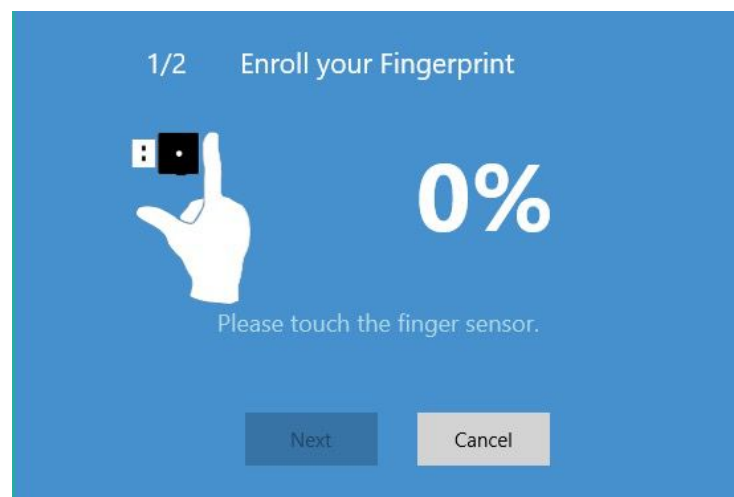 1/2 Enroll your Fingerprint
0%
Please touch the finger sensor.
Next Cancel